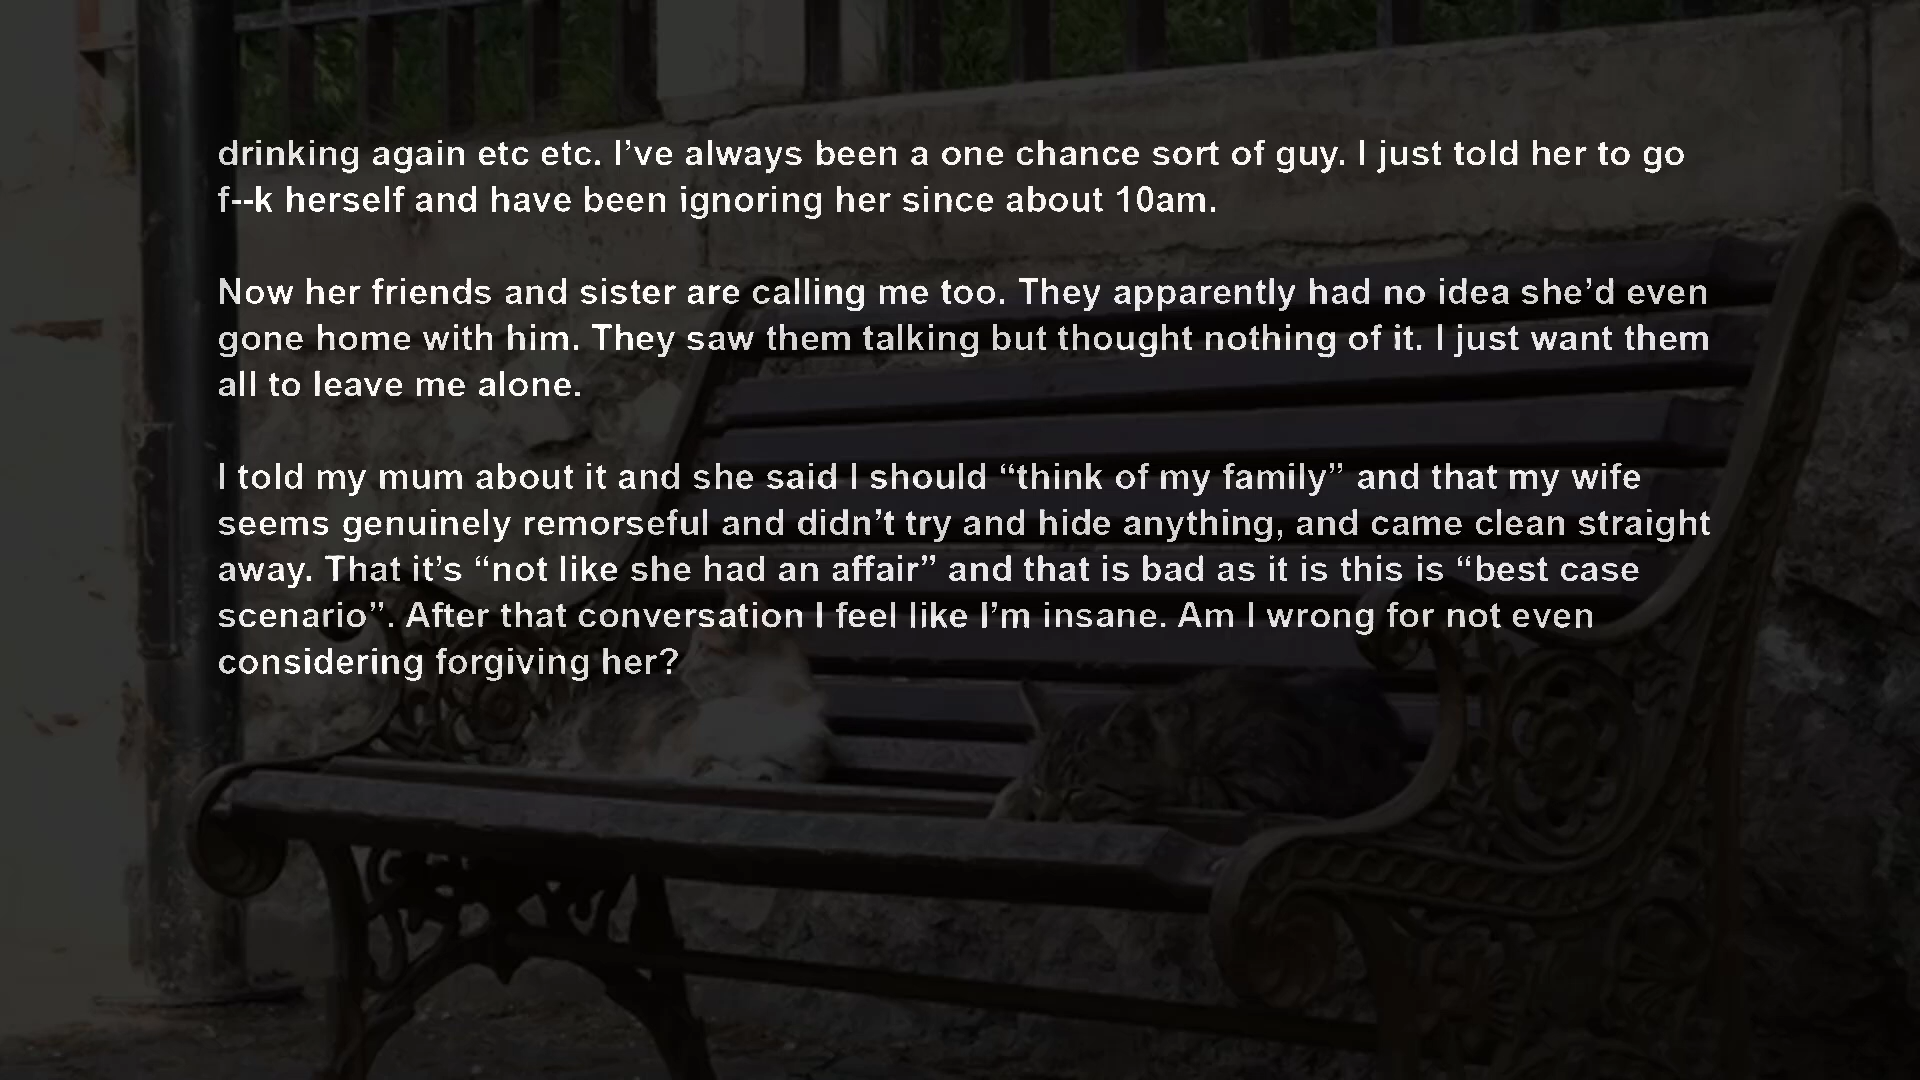 drinking again etc etc. I’ve always been a one chance sort of guy. I just told her to go
f--k herself and have been ignoring her since about 10am.
Now her friends and sister are calling me too. They apparently had no idea she’d even
gone home with him. They saw them talking but thought nothing of it. I just want them
all to leave me alone.
I told my mum about it and she said I should “think of my family” and that my wife
seems genuinely remorseful and didn’t try and hide anything, and came clean straight
away. That it’s “not like she had an affair” and that is bad as it is this is “best case
scenario”. After that conversation I feel like I’m insane. Am I wrong for not even
considering forgiving her?